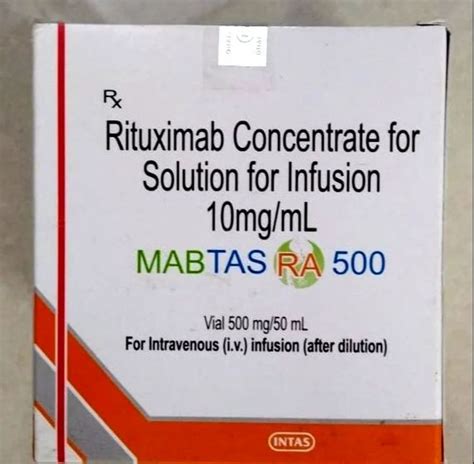 Rx
Rituximab Concentrate for
Solution for Infusion
10mg/mL
MABTAS RA 500
Vial 500 mg/50 mL
For Intravenous (i.v.) infusion (after dilution)
INTAS